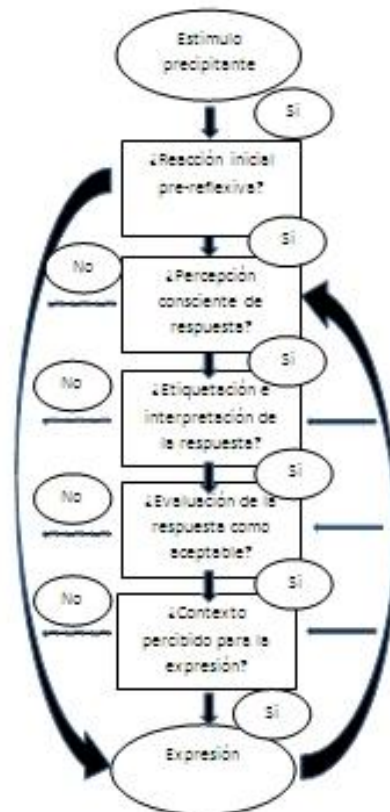 Estímulo
precipitante
Si
¿Reacción inicial
pre-reflexiva?
Si
No
¿Percepción
consciente de
respuesta?
Si
No
¿Etiquetación e
interpretación de
la respuesta?
Si
No
¿Evaluación de la
respuesta como
aceptable?
Si
No
¿Contexto
percibido para la
expresión?
Si
Expresión